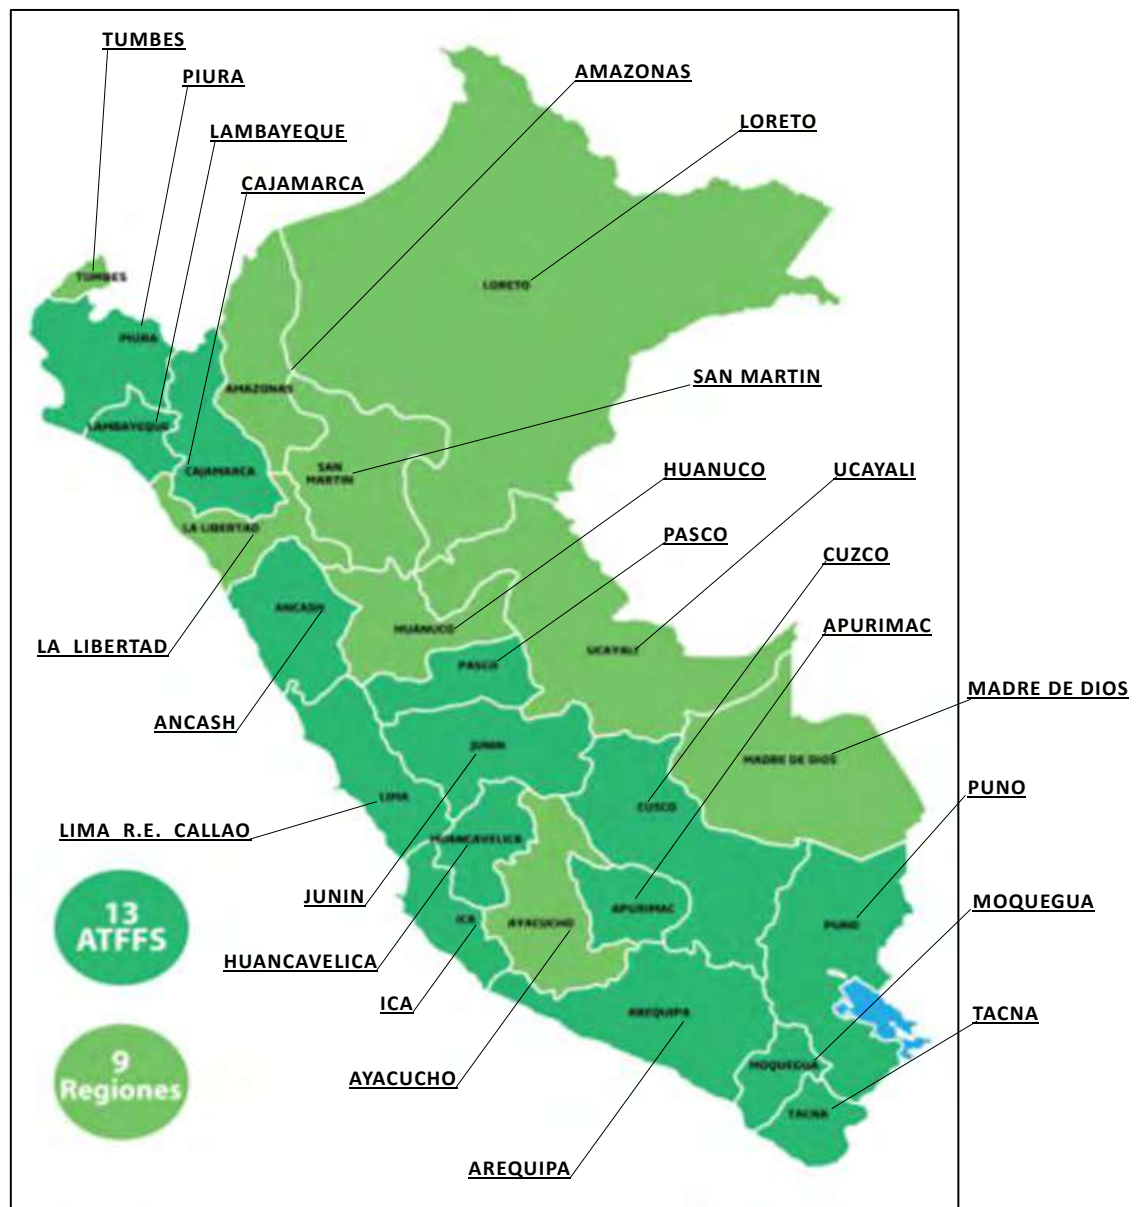 TUMBES
PIURA
AMAZONAS
LORETO
LAMBAYEQUE
CAJAMARCA
TUMBES
LORETO
PIURA
SAN MARTIN
AMAZONAS
LAMBAYEQUE
CAJAMARCA
SAN
MARTIN
HUANUCO
UCAYALI
LA LIBERTAD
PASCO
CUZCO
ANCASH
HUÁNUCO
APURIMAC
LA LIBERTAD
UCAYALI
PASCO
MADRE DE DIOS
ANCASH
JUNIN
MADRE DE DIOS
PUNO
LIMA
CUSCO
LIMA R.E. CALLAO
HUANCAVELICA
JUNIN
13
ATFFS
APURIMAC
MOQUEGUA
ICA
AYACUCHO
PUNO
HUANCAVELICA
ICA
AREQUIPA
TACNA
9
Regiones
MOQUEGUA
AYACUCHO
TACNA
AREQUIPA